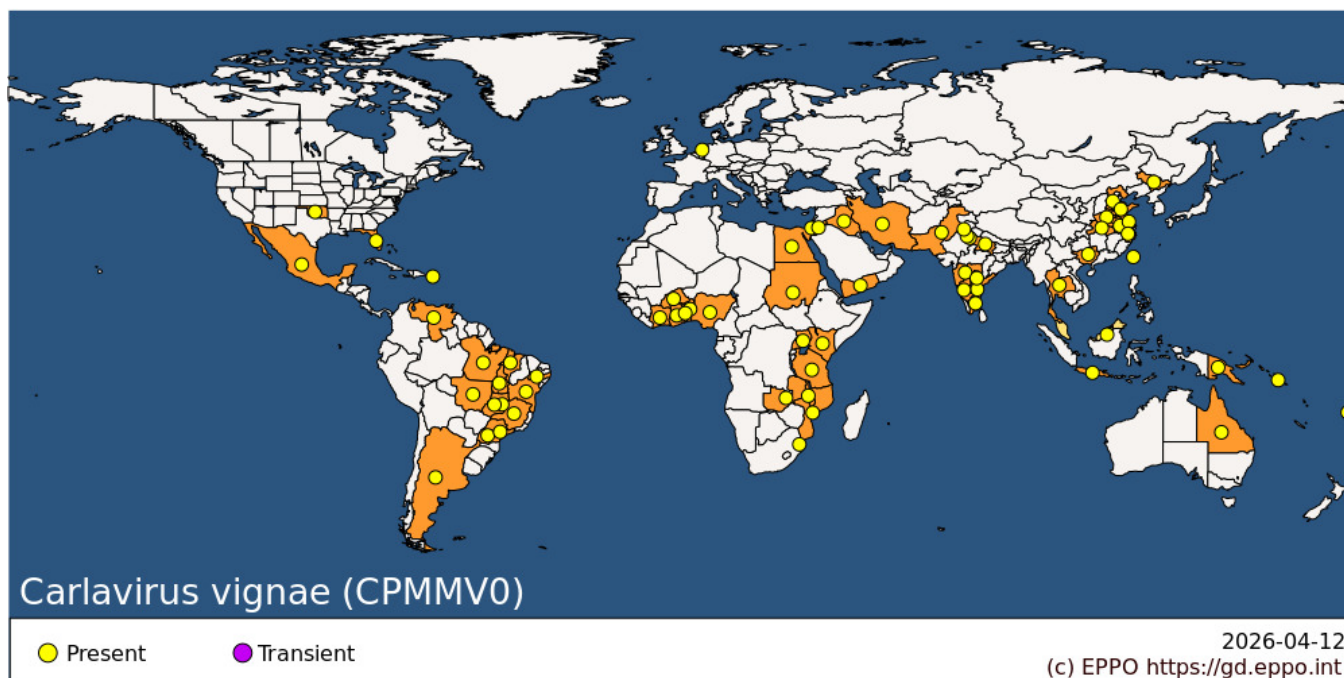 Carlavirus vignae (CPMMV0)
Present
Transient
2026-04-12
(c) EPPO https://gd.eppo.int